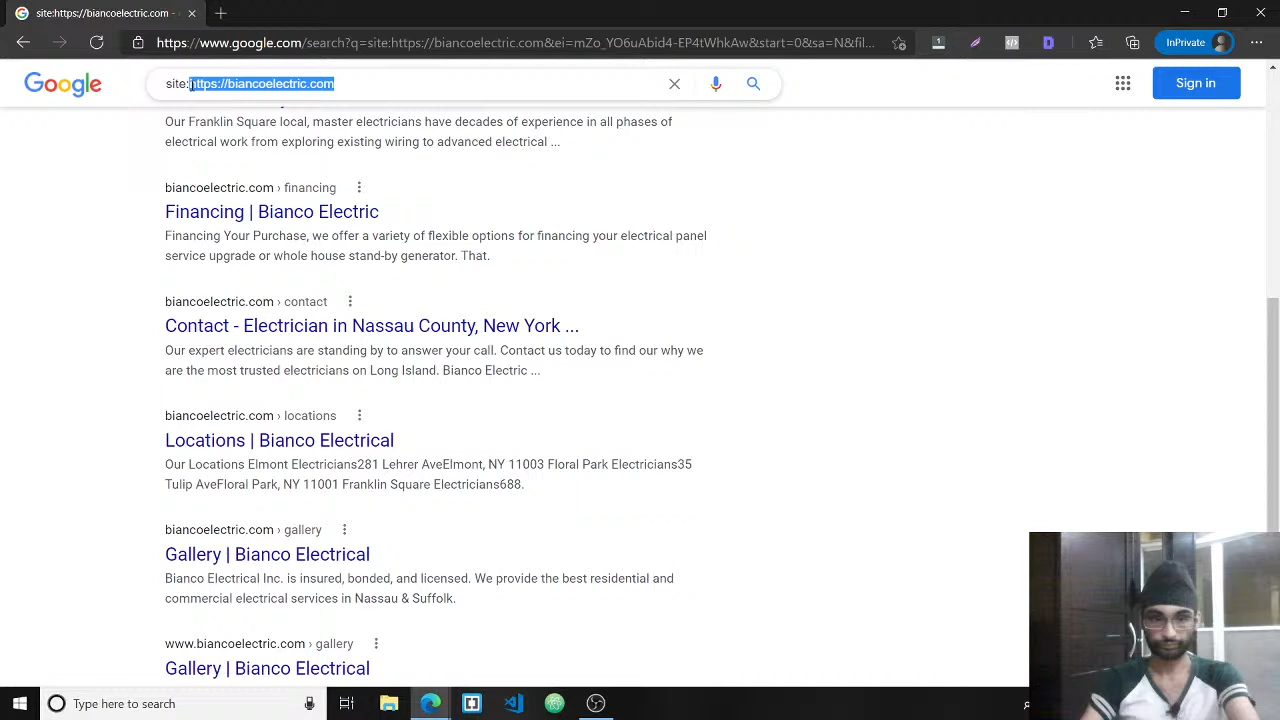 site:https://biancoelectric.com -
https://www.google.com/search?q=site:https://biancoelectric.com&ei=mZo_YO6uAbid4-EP4tWhkAw&start=0&sa=N&fil...
1
InPrivate
Google
site:https://biancoelectric.com
Sign in
Our Franklin Square local, master electricians have decades of experience in all phases of
electrical work from exploring existing wiring to advanced electrical ...
biancoelectric.com › financing
Financing | Bianco Electric
Financing Your Purchase, we offer a variety of flexible options for financing your electrical panel
service upgrade or whole house stand-by generator. That.
biancoelectric.com › contact
Contact - Electrician in Nassau County, New York ...
Our expert electricians are standing by to answer your call. Contact us today to find our why we
are the most trusted electricians on Long Island. Bianco Electric ...
biancoelectric.com › locations
Locations | Bianco Electrical
Our Locations Elmont Electricians281 Lehrer AveElmont, NY 11003 Floral Park Electricians35
Tulip AveFloral Park, NY 11001 Franklin Square Electricians688.
biancoelectric.com › gallery
Gallery | Bianco Electrical
Bianco Electrical Inc. is insured, bonded, and licensed. We provide the best residential and
commercial electrical services in Nassau & Suffolk.
www.biancoelectric.com › gallery
Gallery | Bianco Electrical
Type here to search